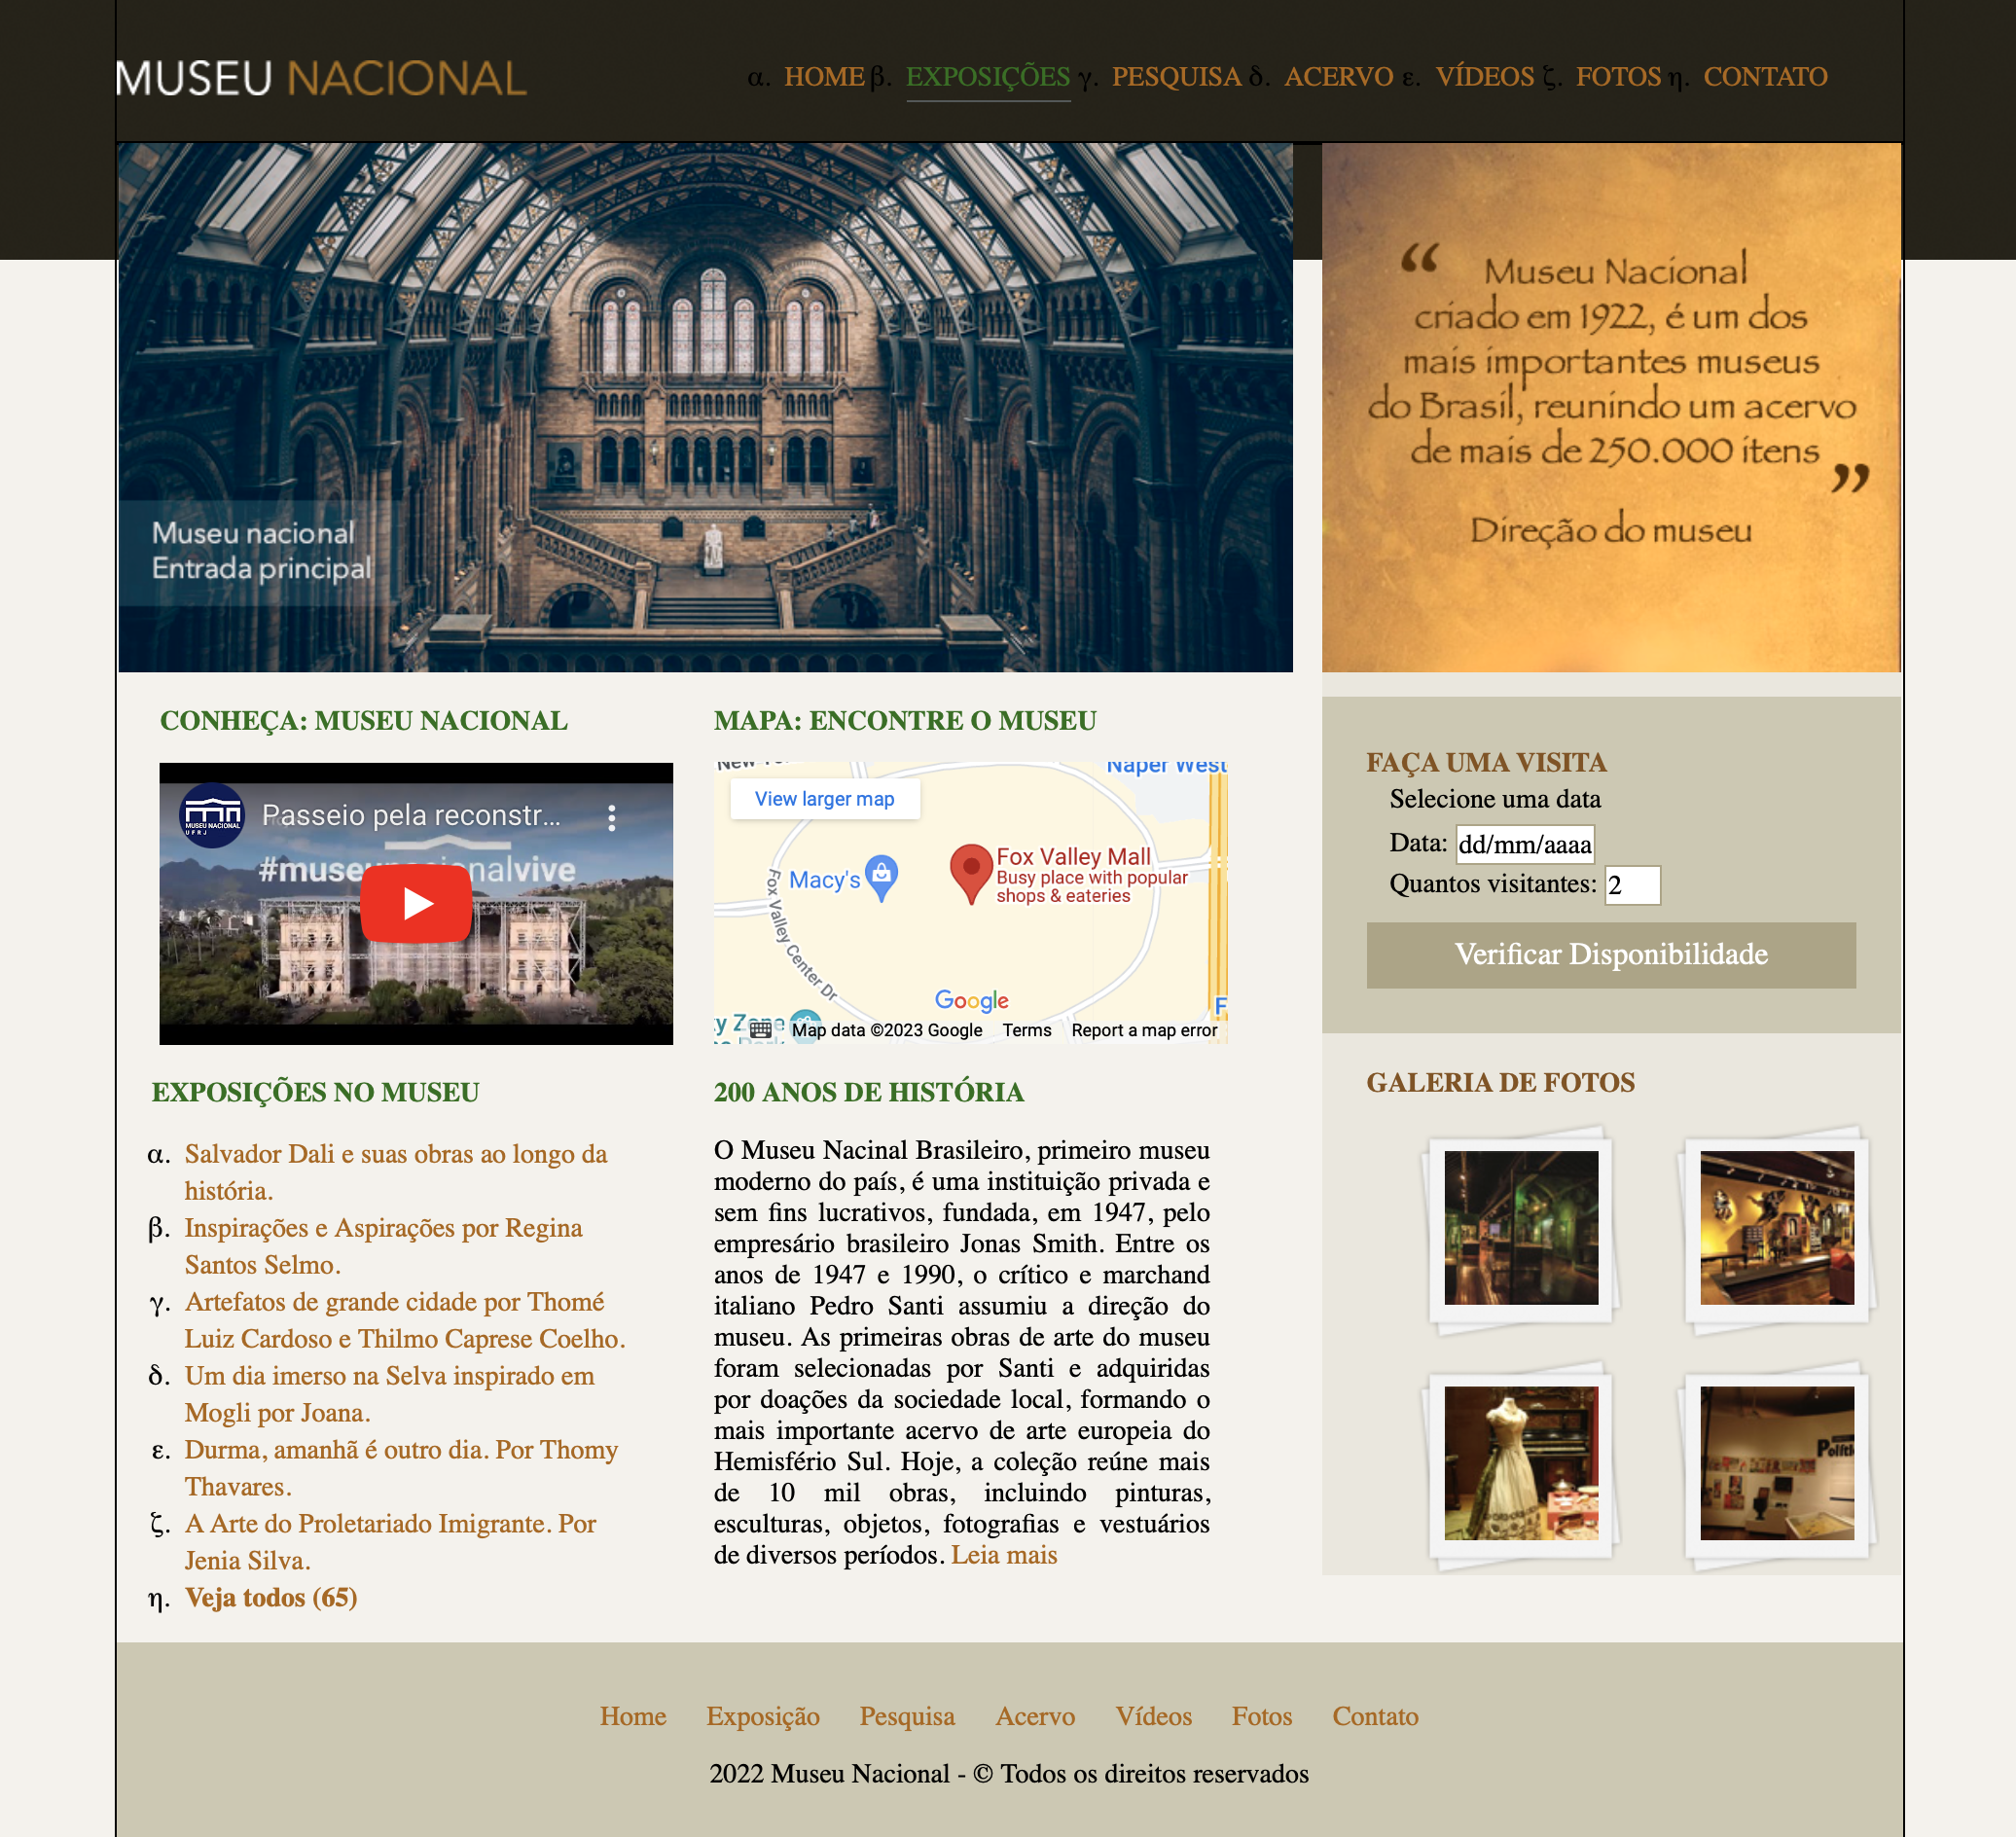 MUSEU NACIONAL
α. HOME β. EXPOSIÇÕES γ. PESQUISA δ. ACERVO ε. VÍDEOS ζ. FOTOS η. CONTATO
Museu nacional
Entrada principal
“ Museu Nacional
criado em 1922, é um dos
mais importantes museus
do Brasil, reunindo um acervo
de mais de 250.000 itens ”
Direção do museu
CONHEÇA: MUSEU NACIONAL
MUSEU NACIONAL
UFRJ
Passeio pela reconstr...
#museunacionalvive
MAPA: ENCONTRE O MUSEU
Naper West
View larger map
Macy's
Fox Valley Mall
Busy place with popular
shops & eateries
Fox Valley Center Dr
Google
Map data ©2023 Google Terms Report a map error
EXPOSIÇÕES NO MUSEU
α. Salvador Dali e suas obras ao longo da
história.
β. Inspirações e Aspirações por Regina
Santos Selmo.
γ. Artefatos de grande cidade por Thomé
Luiz Cardoso e Thilmo Caprese Coelho.
δ. Um dia imerso na Selva inspirado em
Mogli por Joana.
ε. Durma, amanhã é outro dia. Por Thomy
Thavares.
ζ. A Arte do Proletariado Imigrante. Por
Jenia Silva.
η. Veja todos (65)
200 ANOS DE HISTÓRIA
O Museu Nacinal Brasileiro, primeiro museu
moderno do país, é uma instituição privada e
sem fins lucrativos, fundada, em 1947, pelo
empresário brasileiro Jonas Smith. Entre os
anos de 1947 e 1990, o crítico e marchand
italiano Pedro Santi assumiu a direção do
museu. As primeiras obras de arte do museu
foram selecionadas por Santi e adquiridas
por doações da sociedade local, formando o
mais importante acervo de arte europeia do
Hemisfério Sul. Hoje, a coleção reúne mais
de 10 mil obras, incluindo pinturas,
esculturas, objetos, fotografias e vestuários
de diversos períodos. Leia mais
FAÇA UMA VISITA
Selecione uma data
Data: dd/mm/aaaa
Quantos visitantes: 2
Verificar Disponibilidade
GALERIA DE FOTOS
Home Exposição Pesquisa Acervo Vídeos Fotos Contato
2022 Museu Nacional - © Todos os direitos reservados